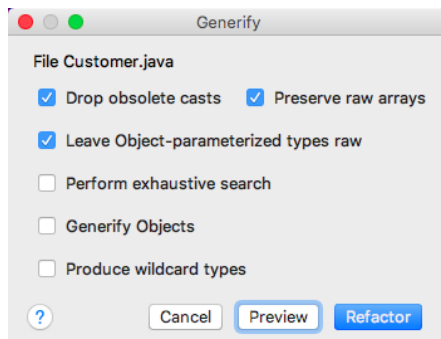 Generify
File Customer.java
Drop obsolete casts Preserve raw arrays
Leave Object-parameterized types raw
Perform exhaustive search
Generify Objects
Produce wildcard types
? Cancel Preview Refactor